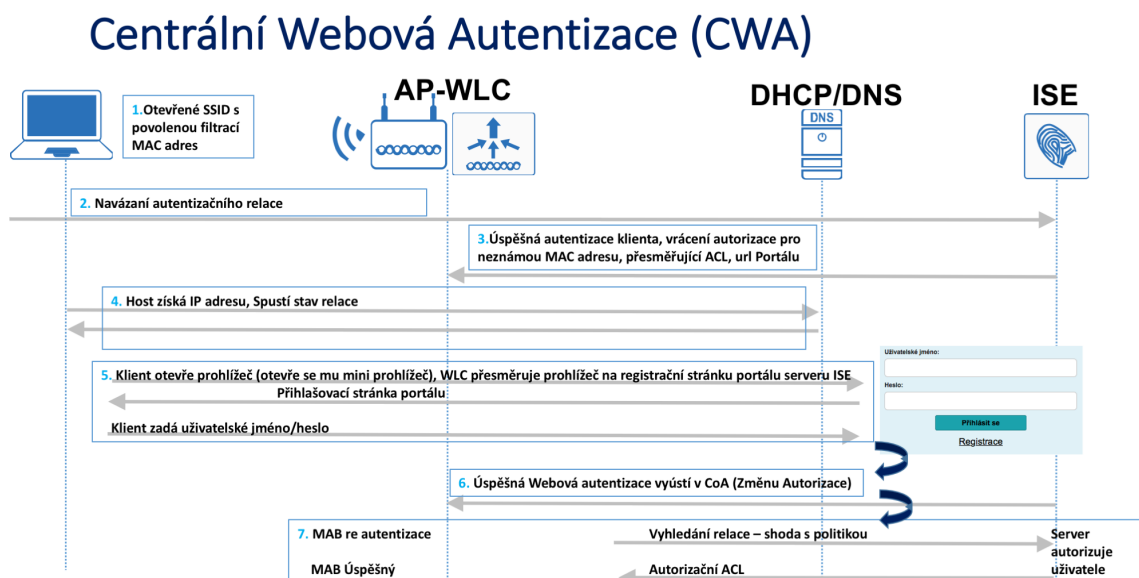 Centrální Webová Autentizace (CWA)
AP-WLC
DHCP/DNS
ISE
1.Otevřené SSID s
povolenou filtrací
MAC adres
DNS
2. Navázaní autentizačního relace
3.Úspěšná autentizace klienta, vrácení autorizace pro
neznámou MAC adresu, přesměřující ACL, url Portálu
4. Host získá IP adresu, Spustí stav relace
5. Klient otevře prohlížeč (otevře se mu mini prohlížeč), WLC přesměruje prohlížeč na registrační stránku portálu serveru ISE
Přihlašovací stránka portálu
Klient zadá uživatelské jméno/heslo
Uživatelské jméno:
Heslo:
Přihlásit se
Registrace
6. Úspěšná Webová autentizace vyústí v CoA (Změnu Autorizace)
7. MAB re autentizace
Vyhledání relace – shoda s politikou
Server
autorizuje
uživatele
MAB Úspěšný
Autorizační ACL